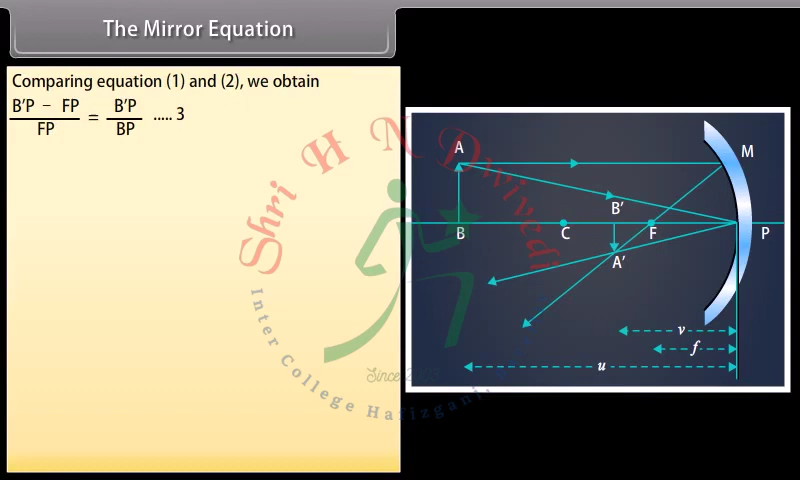 The Mirror Equation
Comparing equation (1) and (2), we obtain
B′P − FP
FP
=
B′P
BP
..... 3
A
M
B′
B
C
F
P
A′
v
f
u
Shri H N Dwivedi
Inter College Hafizganj,
Since